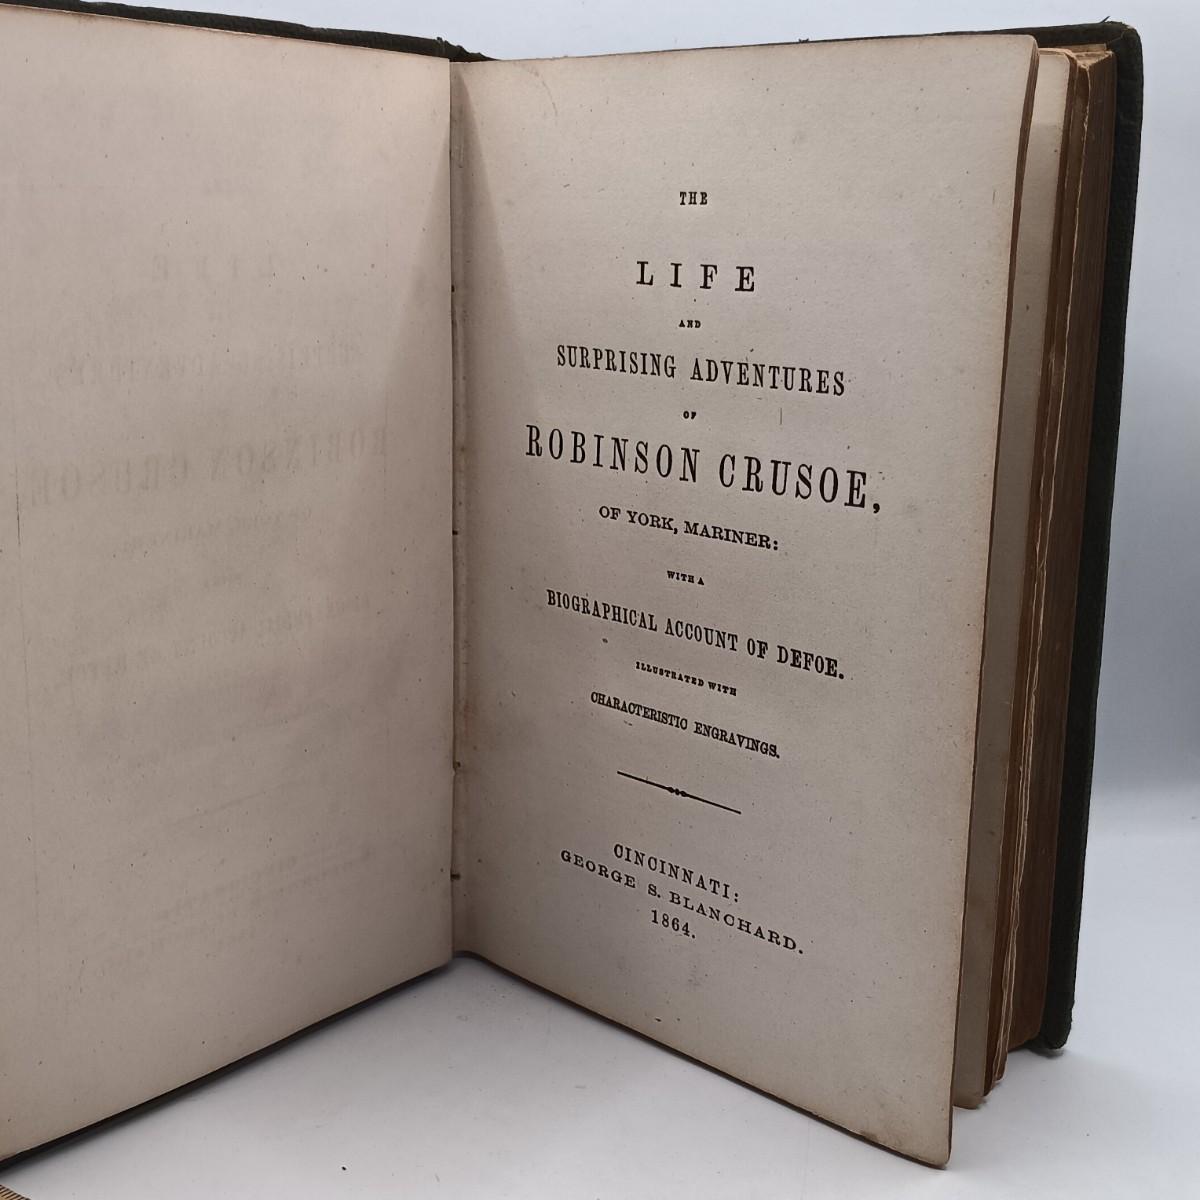 THE
LIFE
AND
SURPRISING ADVENTURES
OF
ROBINSON CRUSOE,
OF YORK, MARINER:
WITH A
BIOGRAPHICAL ACCOUNT OF DEFOE.
ILLUSTRATED WITH
CHARACTERISTIC ENGRAVINGS.
CINCINNATI:
GEORGE S. BLANCHARD.
1864.